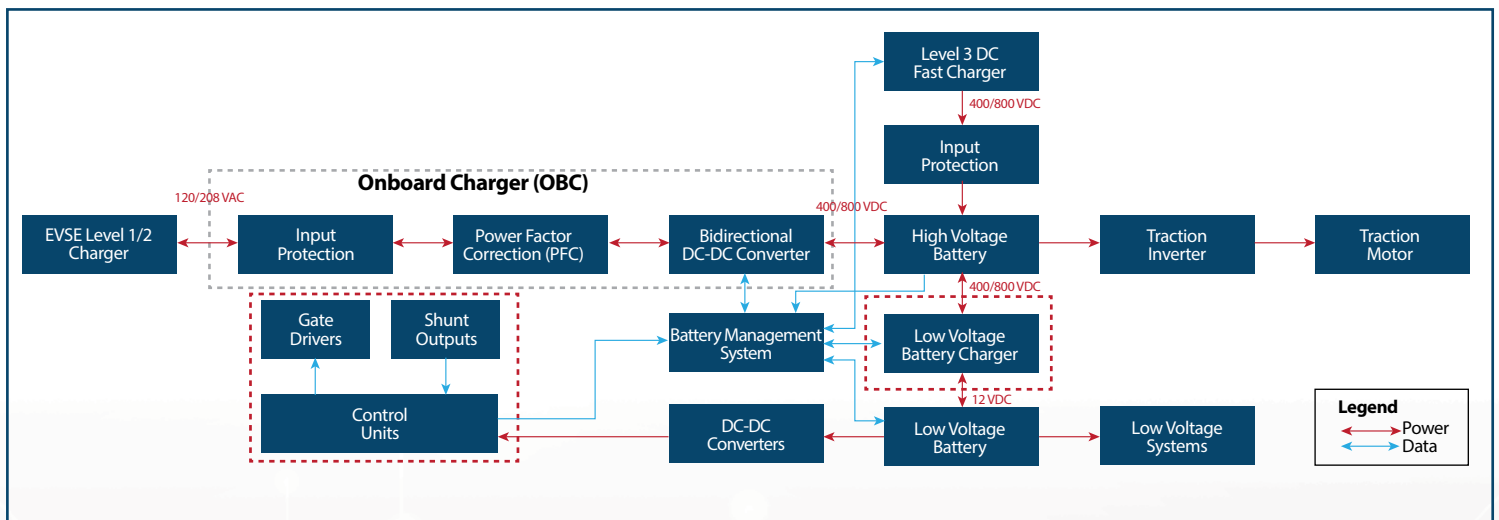 Level 3 DC
Fast Charger
400/800 VDC
Input
Protection
Onboard Charger (OBC)
120/208 VAC
400/800 VDC
EVSE Level 1/2
Charger
Input
Protection
Power Factor
Correction (PFC)
Bidirectional
DC-DC Converter
High Voltage
Battery
Traction
Inverter
Traction
Motor
400/800 VDC
Gate
Drivers
Shunt
Outputs
Battery Management
System
Low Voltage
Battery Charger
12 VDC
Control
Units
DC-DC
Converters
Low Voltage
Battery
Low Voltage
Systems
Legend
Power
Data